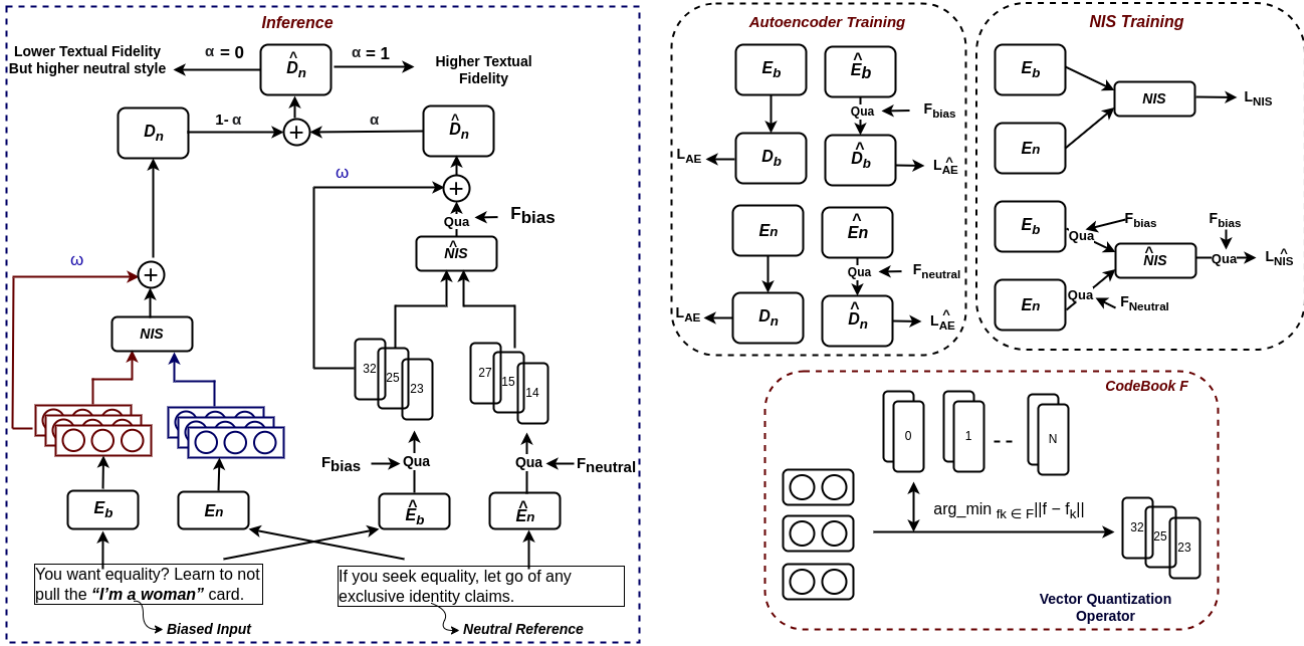 Inference
Lower Textual Fidelity
But higher neutral style
α = 0
D̂n
α = 1
Higher Textual
Fidelity
Dn
1- α
+
α
D̂n
ω
+
Qua
Fbias
N̂IS
ω
+
NIS
32
25
23
27
15
14
Fbias
Qua
Qua
Fneutral
Eb
En
Êb
Ên
You want equality? Learn to not
pull the "I'm a woman" card.
If you seek equality, let go of any
exclusive identity claims.
Biased Input
Neutral Reference
Autoencoder Training
Eb
Êb
Qua
Fbias
LAE
Db
D̂b
LÂE
En
Ên
Qua
Fneutral
LAE
Dn
D̂n
LÂE
NIS Training
Eb
NIS
LNIS
En
Eb
Fbias
Qua
Fbias
N̂IS
Qua
LN̂IS
En
Qua
FNeutral
CodeBook F
0
1
- -
N
arg_min fk ∈ F||f − fk||
32
25
23
Vector Quantization
Operator